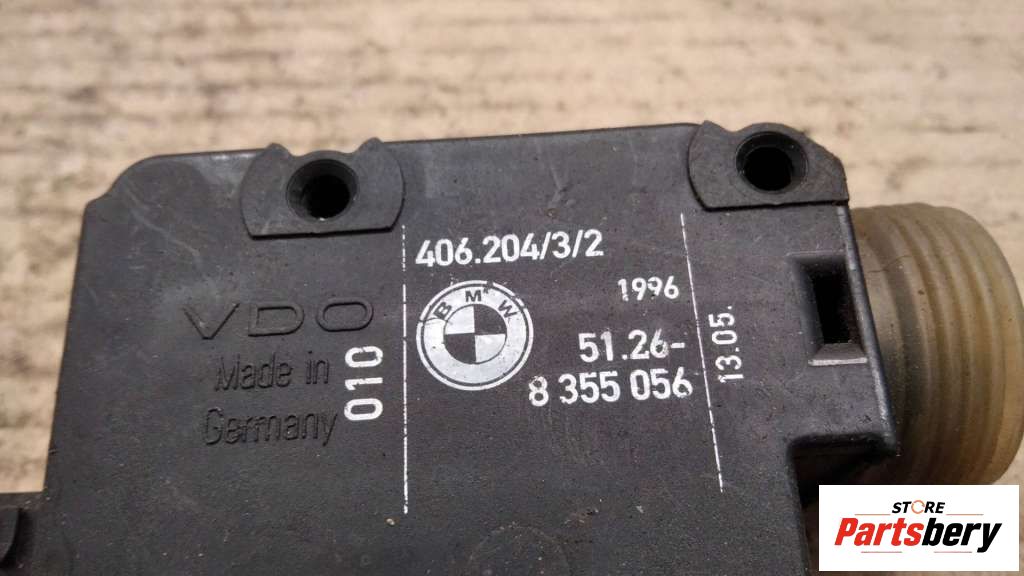 406.204/3/2
BMW
1996
51.26-
8 355 056
13.05.
010
VDO
Made in
Germany
STORE
Partsbery